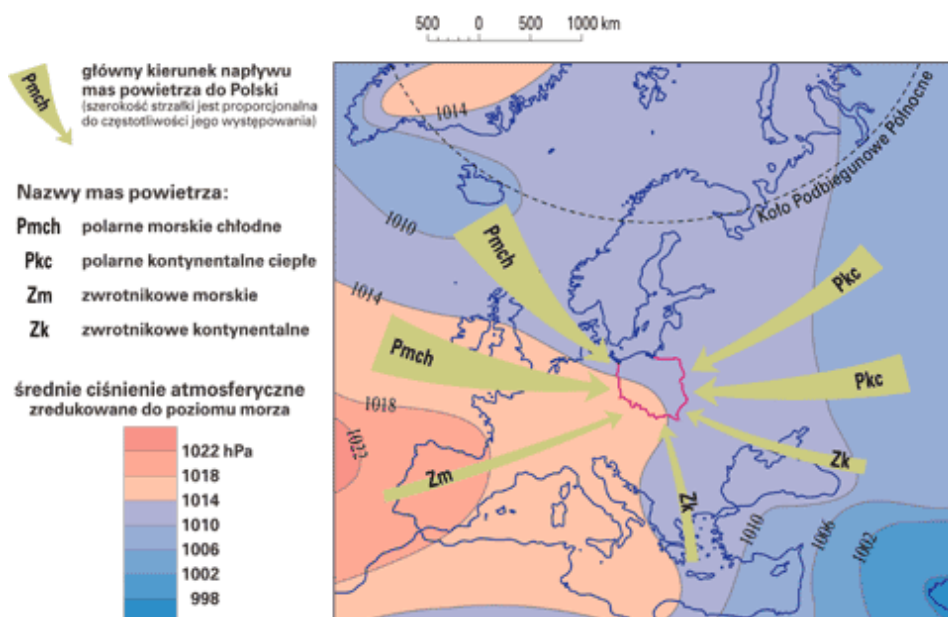 500 0 500 1000 km
Pmch
główny kierunek napływu
mas powietrza do Polski
(szerokość strzałki jest proporcjonalna
do częstotliwości jego występowania)
Nazwy mas powietrza:
Pmch polarne morskie chłodne
Pkc polarne kontynentalne ciepłe
Zm zwrotnikowe morskie
Zk zwrotnikowe kontynentalne
średnie ciśnienie atmosferyczne
zredukowane do poziomu morza
1022 hPa
1018
1014
1010
1006
1002
998
1014
Koło Podbiegunowe Północne
1010
Pmch
Pkc
1014
Pmch
Pkc
1018
1022
Zm
Zk
Zk
1010
1006
1002